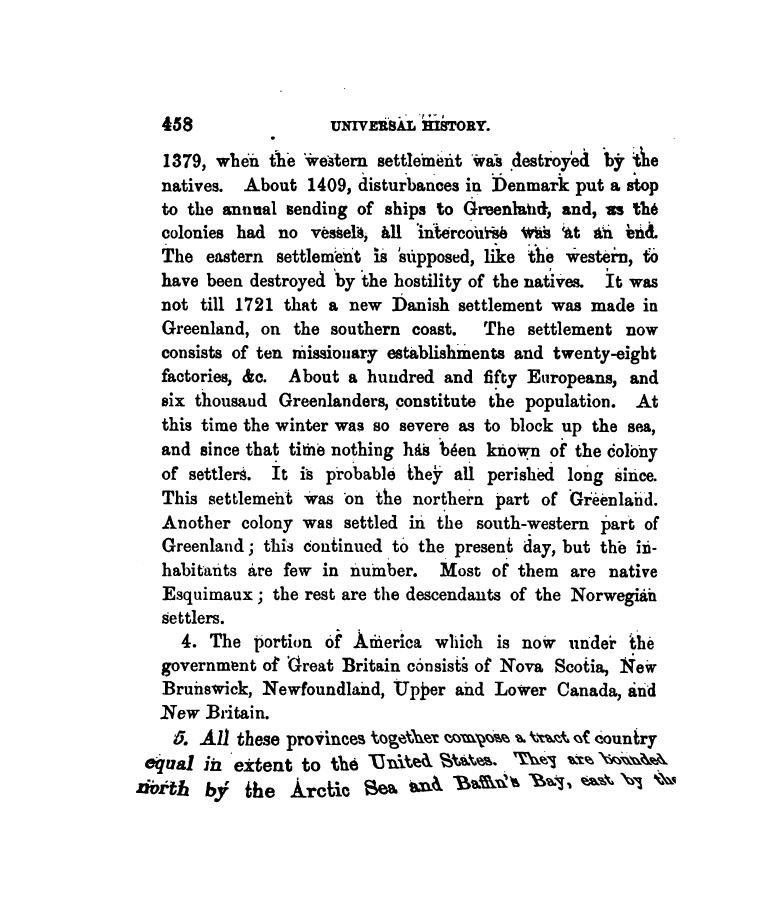 458 UNIVERSAL HISTORY.
1379, when the western settlement was destroyed by the
natives. About 1409, disturbances in Denmark put a stop
to the annual sending of ships to Greenland, and, as the
colonies had no vessels, all intercourse was at an end.
The eastern settlement is supposed, like the western, to
have been destroyed by the hostility of the natives. It was
not till 1721 that a new Danish settlement was made in
Greenland, on the southern coast. The settlement now
consists of ten missionary establishments and twenty-eight
factories, &c. About a hundred and fifty Europeans, and
six thousand Greenlanders, constitute the population. At
this time the winter was so severe as to block up the sea,
and since that time nothing has been known of the colony
of settlers. It is probable they all perished long since.
This settlement was on the northern part of Greenland.
Another colony was settled in the south-western part of
Greenland; this continued to the present day, but the in-
habitants are few in number. Most of them are native
Esquimaux; the rest are the descendants of the Norwegian
settlers.
4. The portion of America which is now under the
government of Great Britain consists of Nova Scotia, New
Brunswick, Newfoundland, Upper and Lower Canada, and
New Britain.
5. All these provinces together compose a tract of country
equal in extent to the United States. They are bounded
north by the Arctic Sea and Baffin's Bay, east by the